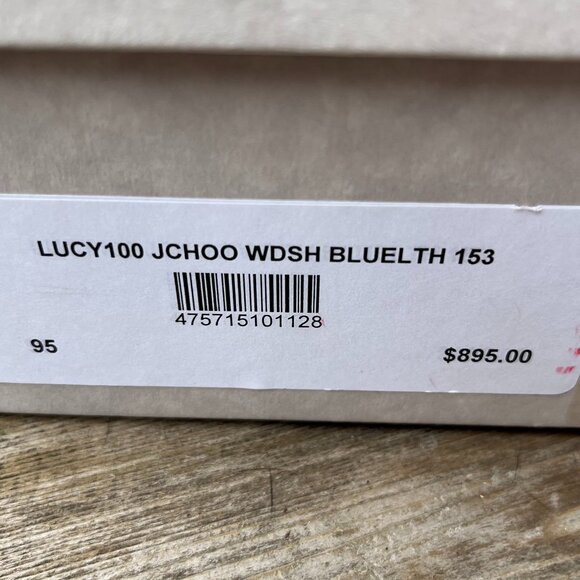 LUCY100 JCHOO WDSH BLUELTH 153
475715101128
95 $895.00